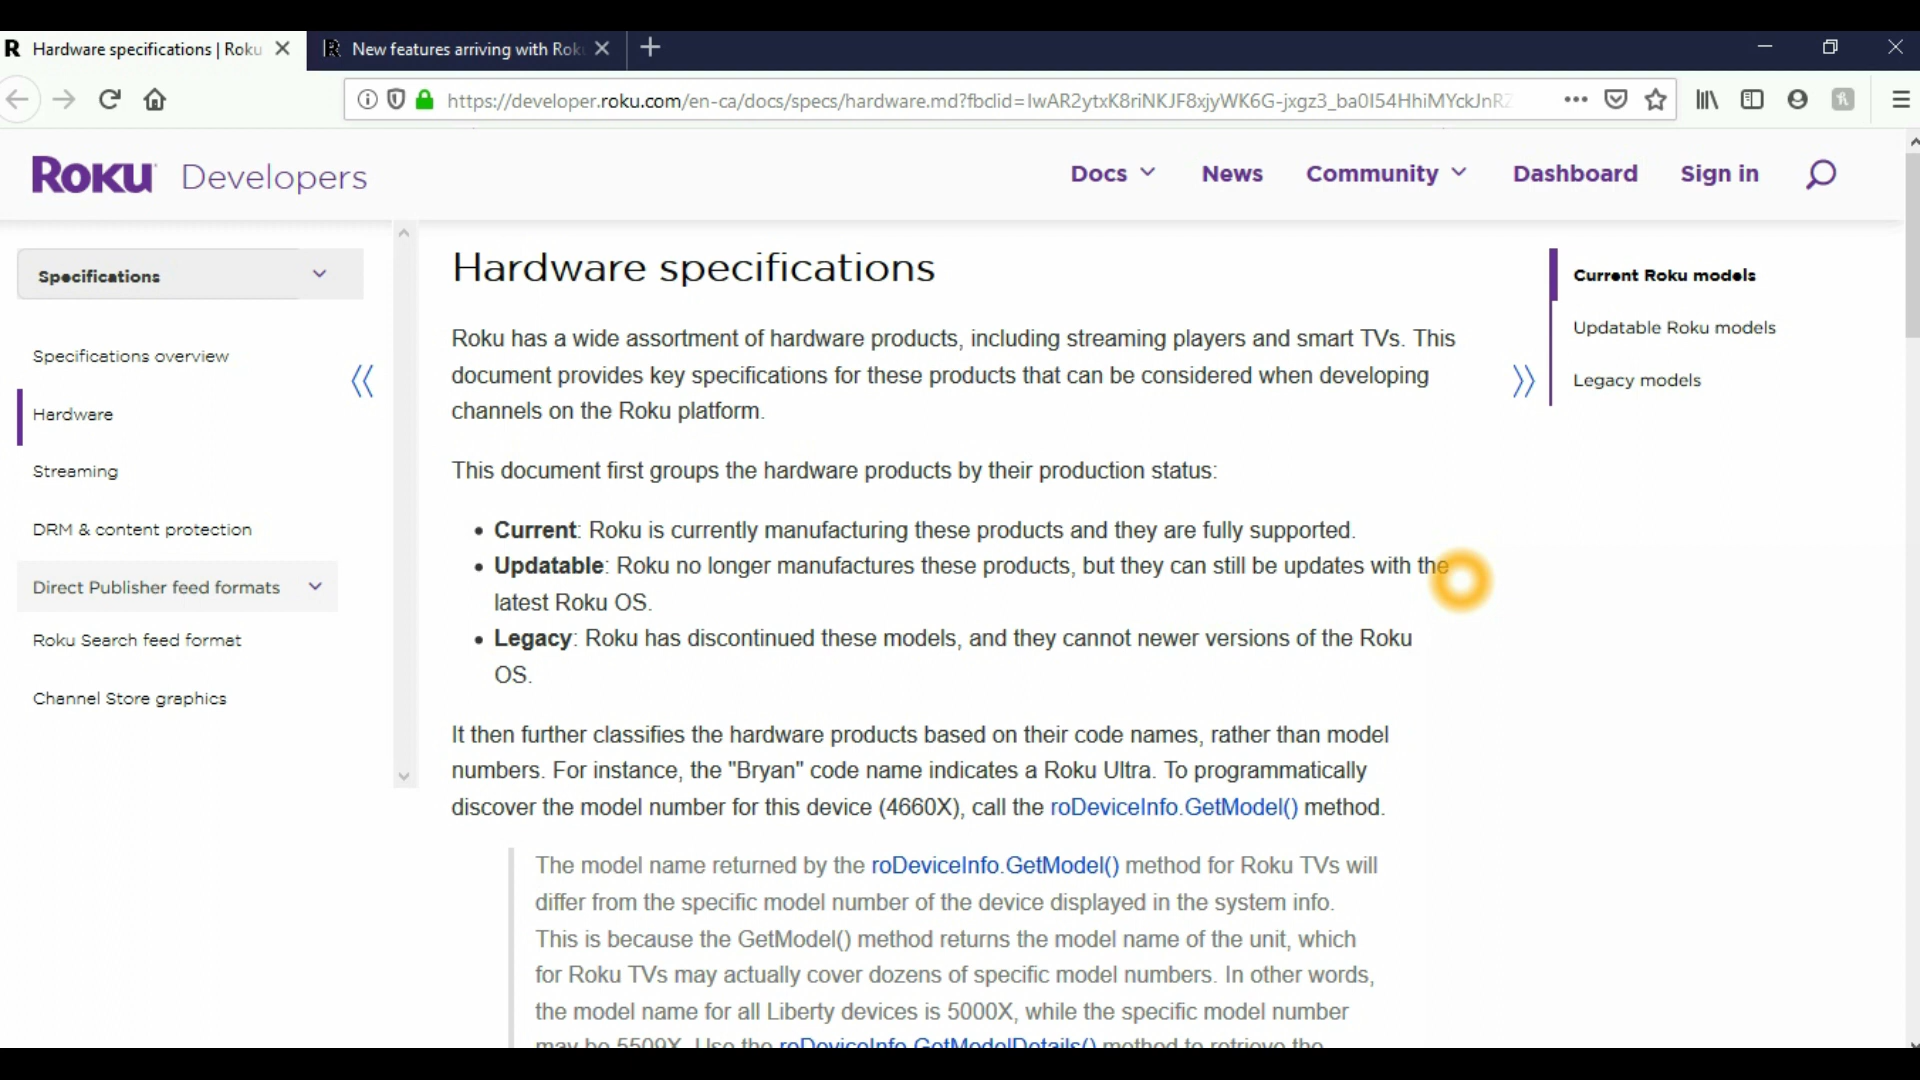 Hardware specifications | Roku
New features arriving with Rok
https://developer.roku.com/en-ca/docs/specs/hardware.md?fbclid=IwAR2ytxK8riNKJF8xjyWK6G-jxgz3_ba0I54HhiMYckJnRZ
Roku Developers
Docs
News
Community
Dashboard
Sign in
Specifications
Specifications overview
Hardware
Streaming
DRM & content protection
Direct Publisher feed formats
Roku Search feed format
Channel Store graphics
Hardware specifications
Roku has a wide assortment of hardware products, including streaming players and smart TVs. This
document provides key specifications for these products that can be considered when developing
channels on the Roku platform.
This document first groups the hardware products by their production status:
• Current: Roku is currently manufacturing these products and they are fully supported.
• Updatable: Roku no longer manufactures these products, but they can still be updates with the
latest Roku OS.
• Legacy: Roku has discontinued these models, and they cannot newer versions of the Roku
OS.
It then further classifies the hardware products based on their code names, rather than model
numbers. For instance, the "Bryan" code name indicates a Roku Ultra. To programmatically
discover the model number for this device (4660X), call the roDeviceInfo.GetModel() method.
The model name returned by the roDeviceInfo.GetModel() method for Roku TVs will
differ from the specific model number of the device displayed in the system info.
This is because the GetModel() method returns the model name of the unit, which
for Roku TVs may actually cover dozens of specific model numbers. In other words,
the model name for all Liberty devices is 5000X, while the specific model number
may be 5509X. Use the roDeviceInfo.GetModelDetails() method to retrieve the
Current Roku models
Updatable Roku models
Legacy models